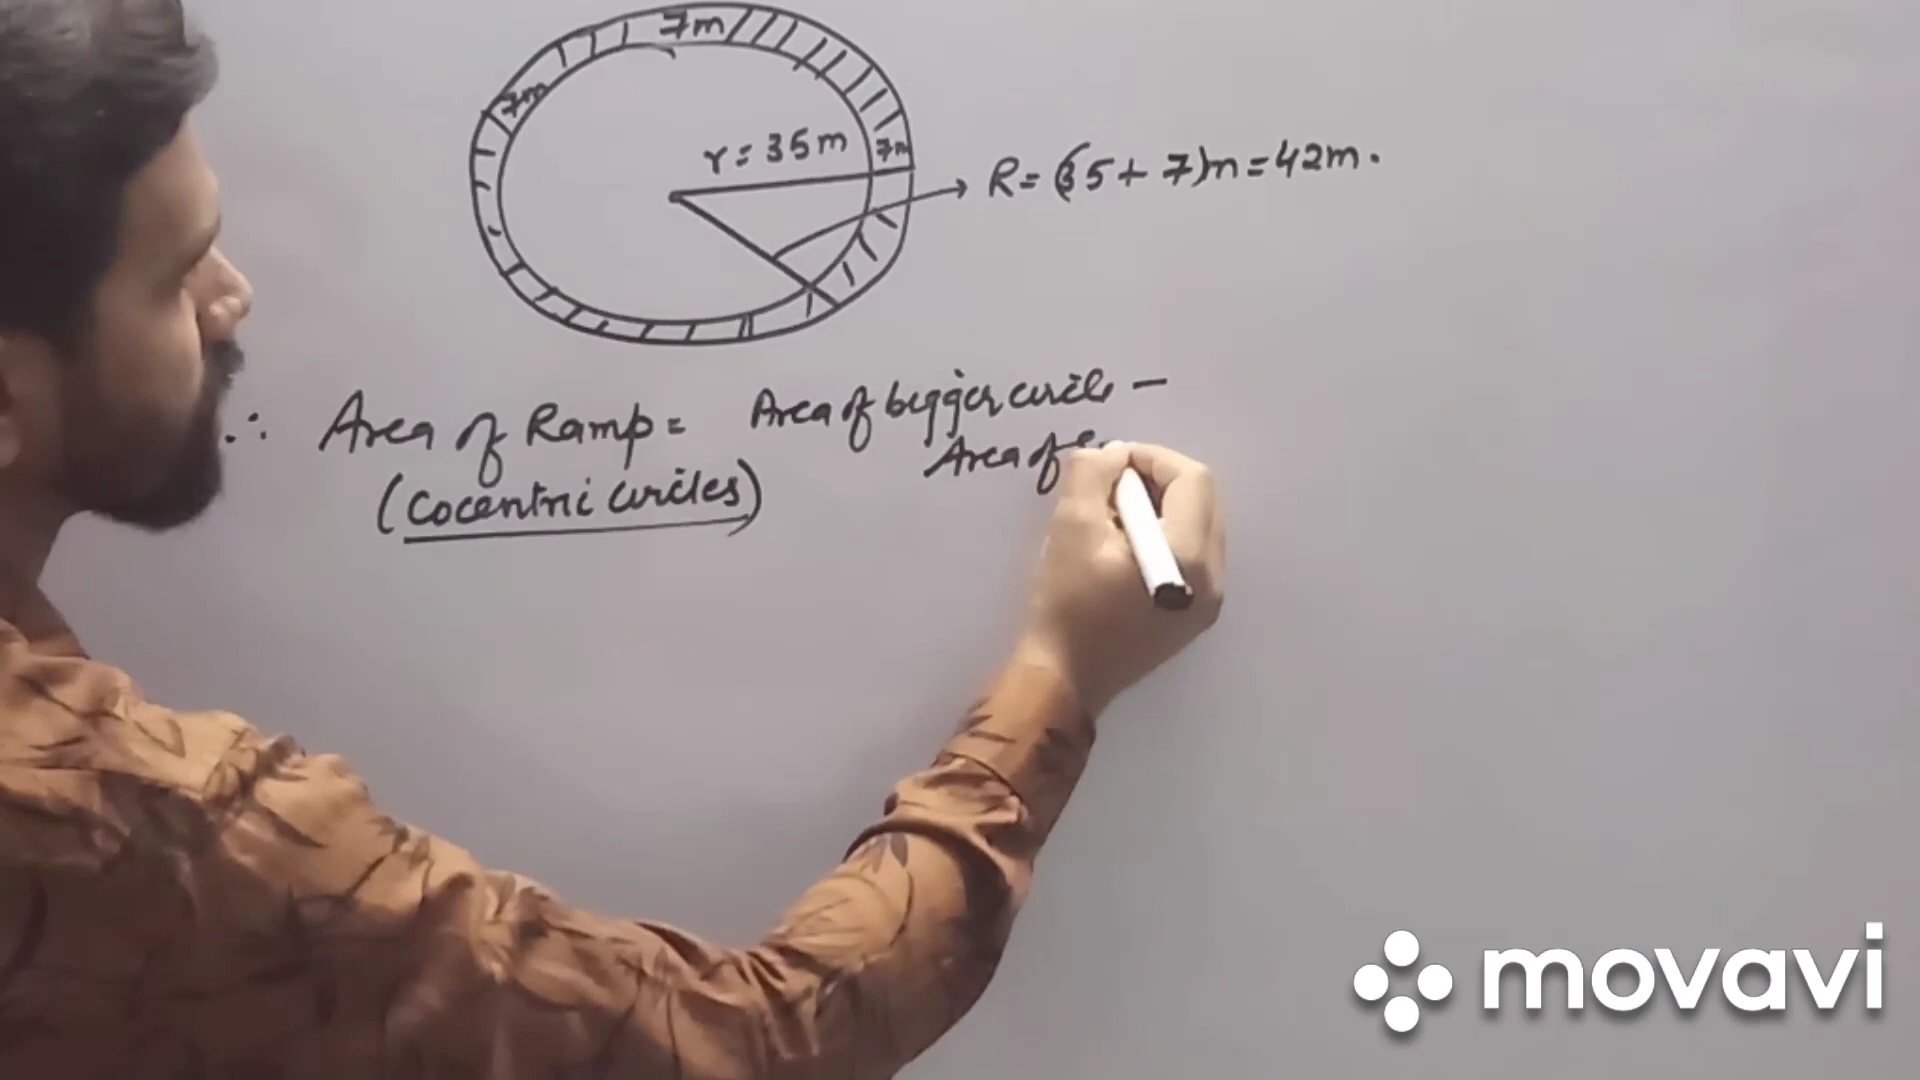 7m
7m
r = 35m 7m
R = (35 + 7)m = 42m.
∴ Area of Ramp = Area of bigger circle –
Area of
(Cocentric circles)
movavi